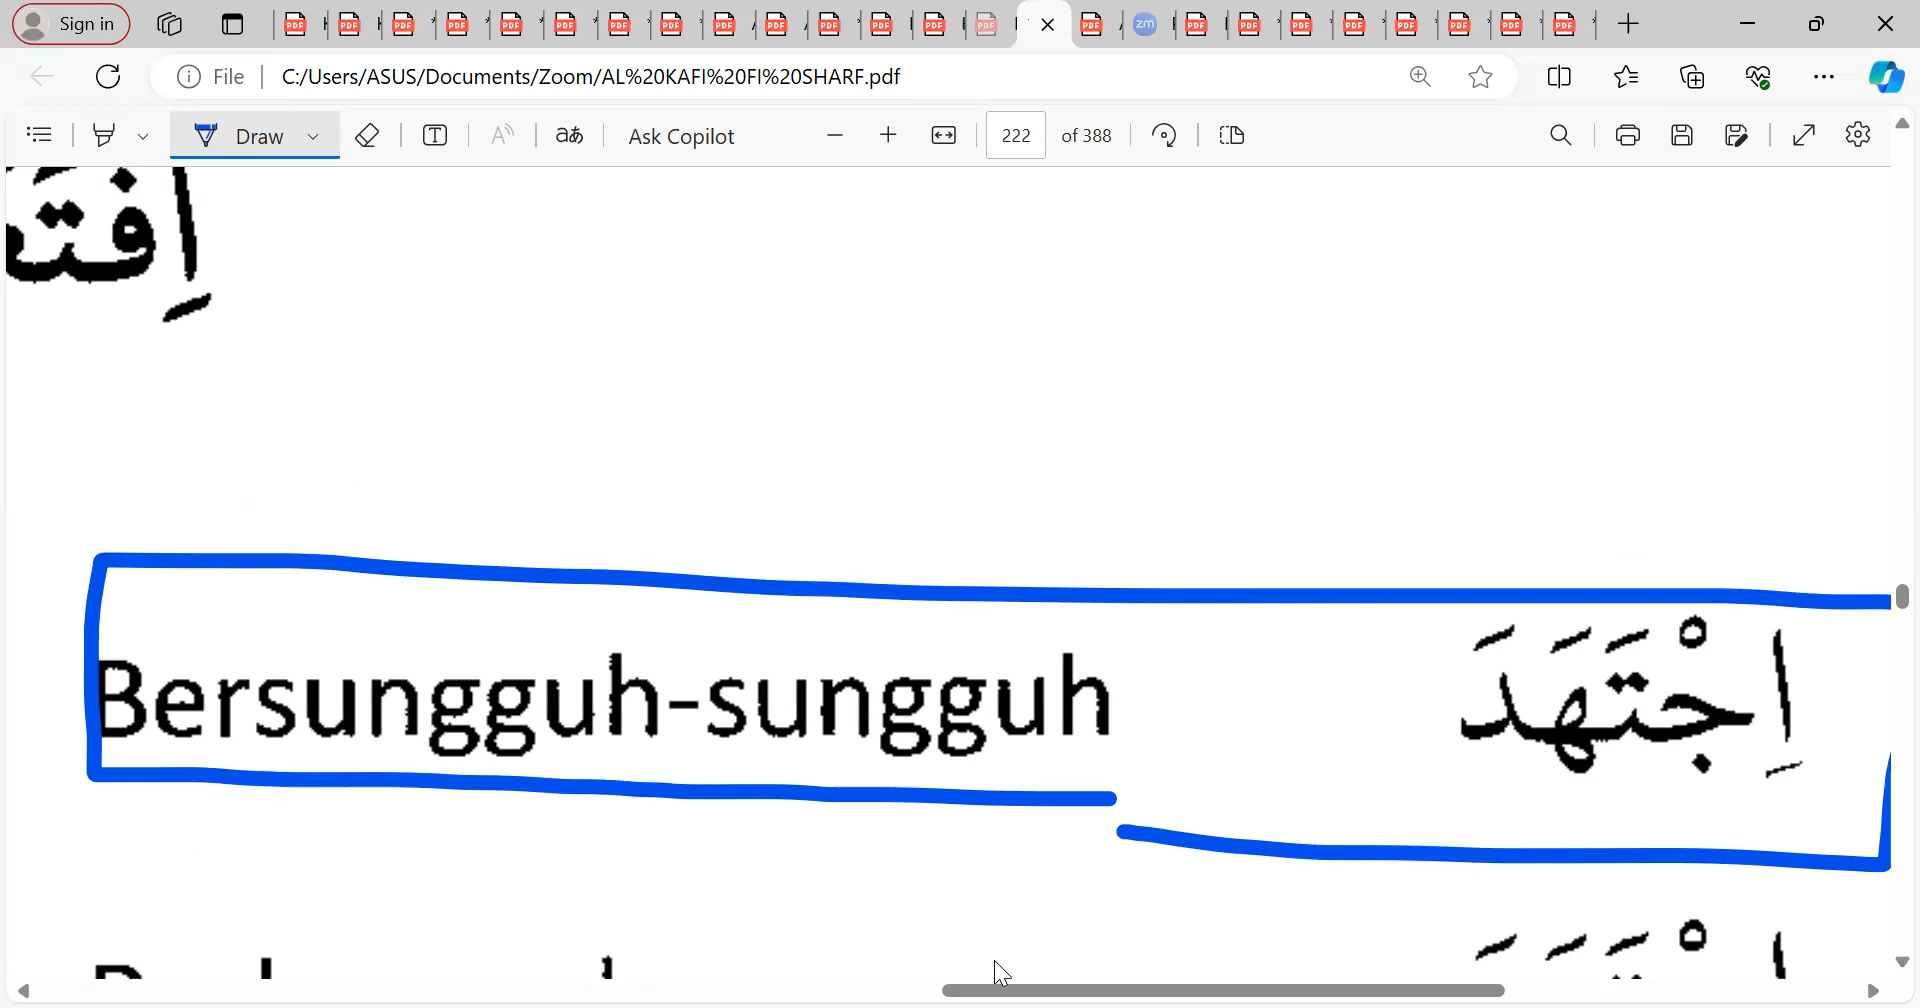 Sign in
File C:/Users/ASUS/Documents/Zoom/AL%20KAFI%20FI%20SHARF.pdf
Draw Ask Copilot 222 of 388
Bersungguh-sungguh اِجْتَهَدَ